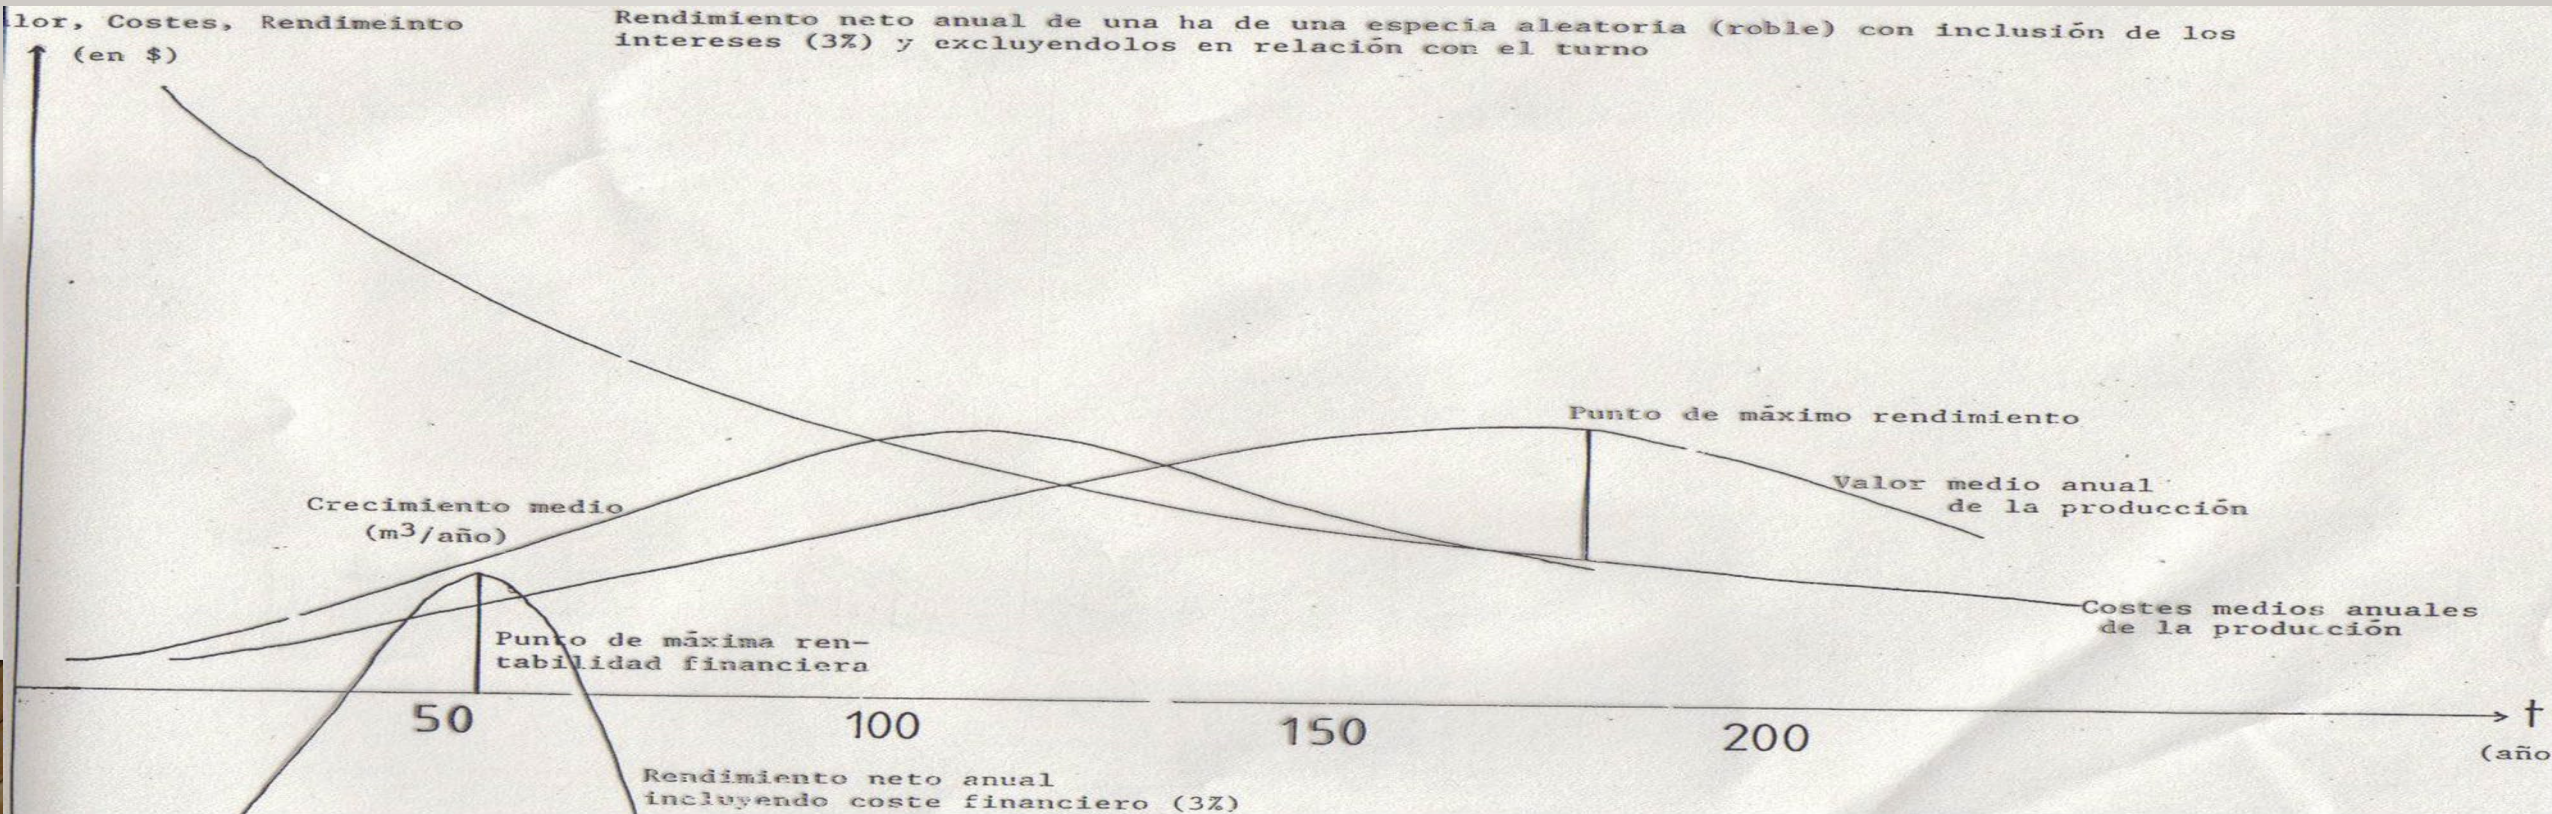 lor, Costes, Rendimeinto
(en $)
Rendimiento neto anual de una ha de una especia aleatoria (roble) con inclusión de los
intereses (3%) y excluyendolos en relación con el turno
Punto de máximo rendimiento
Valor medio anual
de la producción
Crecimiento medio
(m3/año)
Costes medios anuales
de la producción
Punto de máxima ren-
tabilidad financiera
50
100
150
200
t
(año
Rendimiento neto anual
incluyendo coste financiero (3%)